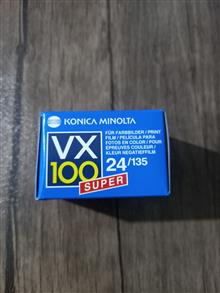 KONICA MINOLTA
VX
100
SUPER
FÜR FARBBILDER/PRINT
FILM/PELÍCULA PARA
FOTOS EN COLOR/POUR
ÉPREUVES COULEUR/
KLEUR NEGATIEFFILM
24/135